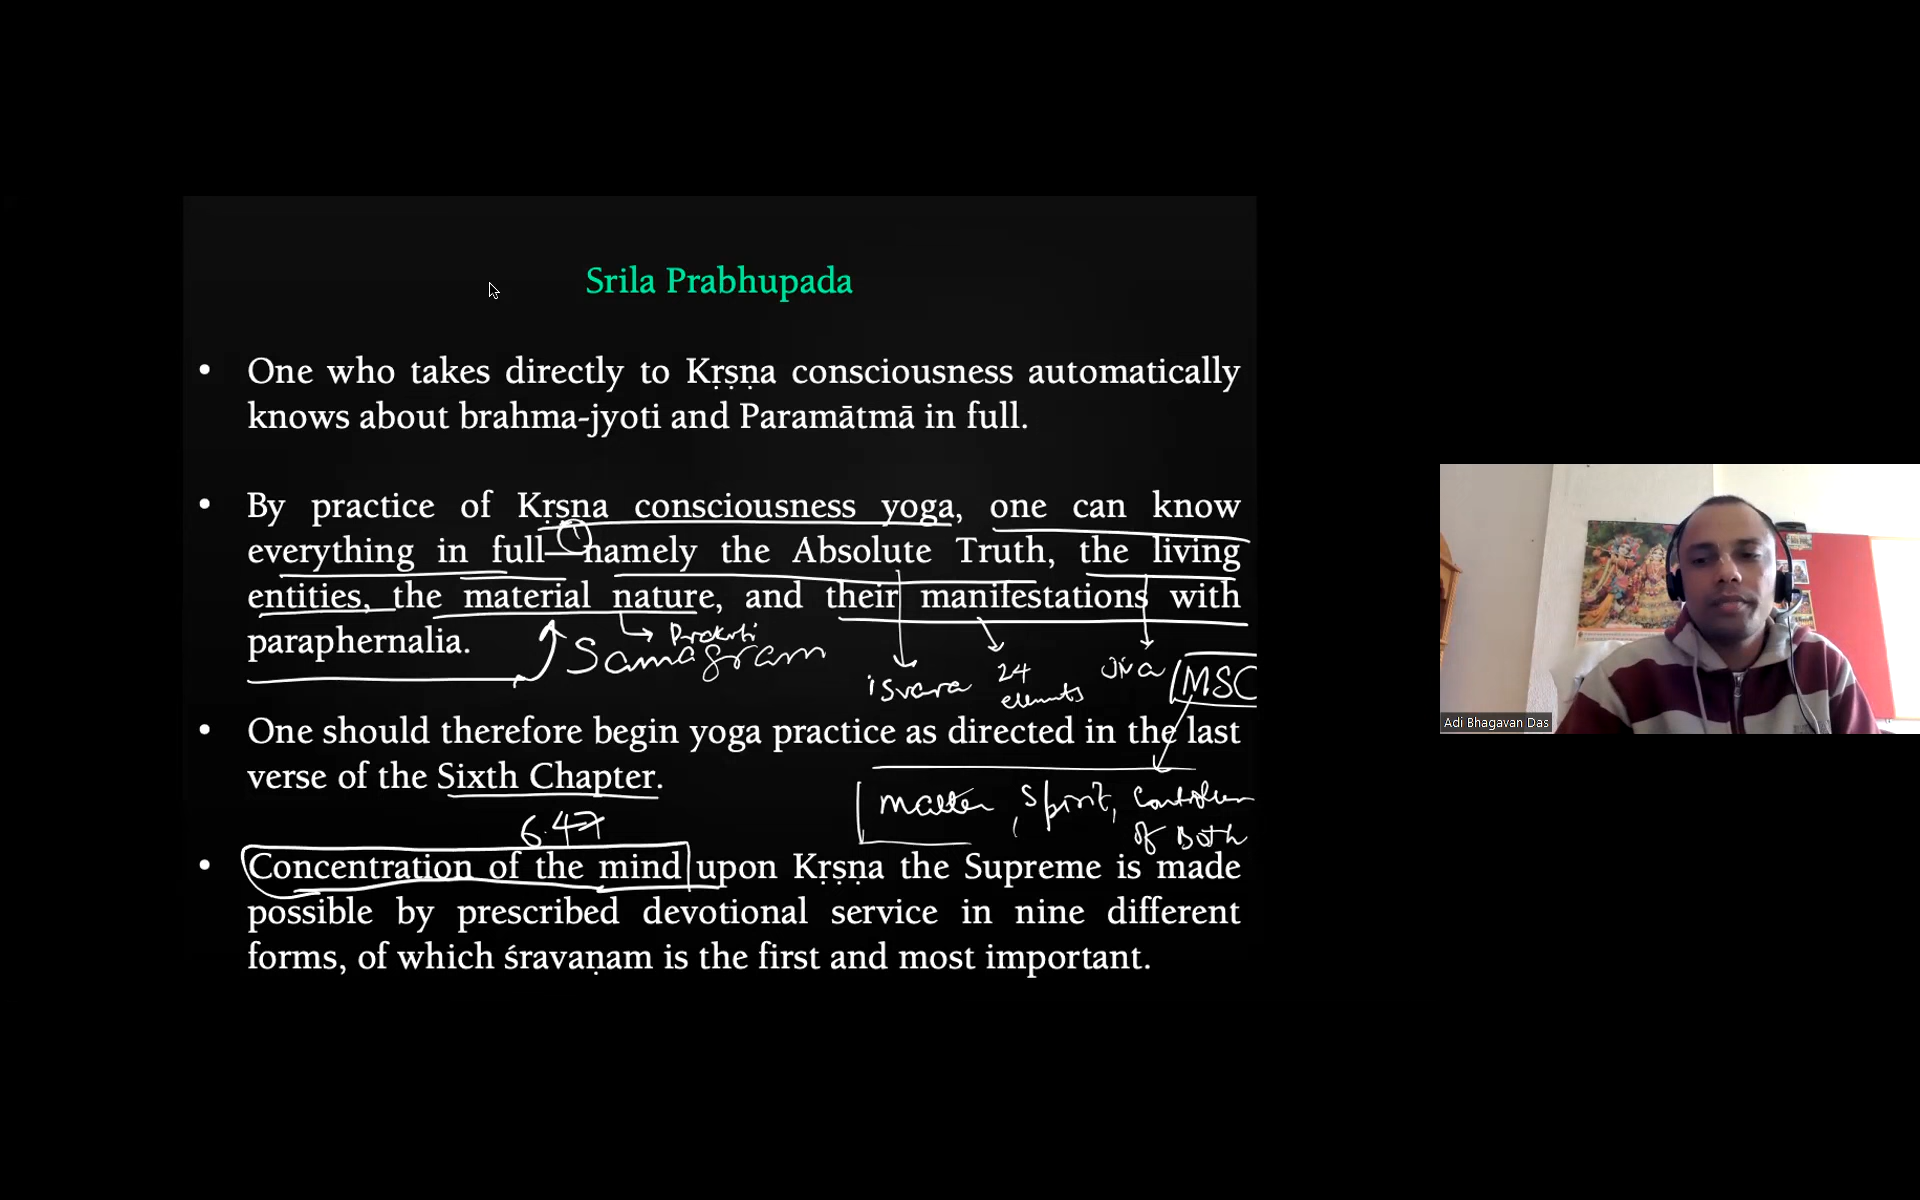 Srila Prabhupada
• One who takes directly to Kṛṣṇa consciousness automatically
knows about brahma-jyoti and Paramātmā in full.
• By practice of Kṛṣṇa consciousness yoga, one can know
everything in full—namely the Absolute Truth, the living
entities, the material nature, and their manifestations with
paraphernalia.
Prakrti
Samagram
isvara
24
elements
Jiva
MSC
• One should therefore begin yoga practice as directed in the last
verse of the Sixth Chapter.
matter, Spirit, Controller
of Both
6.47
• Concentration of the mind upon Kṛṣṇa the Supreme is made
possible by prescribed devotional service in nine different
forms, of which śravaṇam is the first and most important.
Adi Bhagavan Das